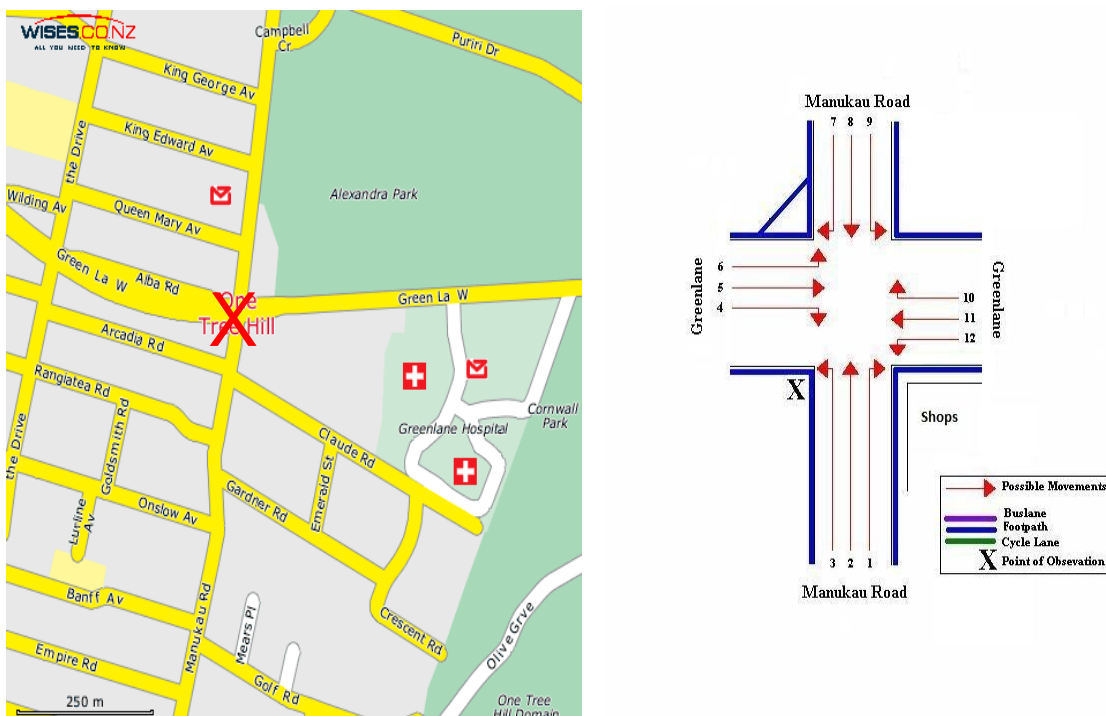 WISES.CO.NZ
ALL YOU NEED TO KNOW
Campbell
Cr
Puriri Dr
King George Av
King Edward Av
the Drive
Alexandra Park
Wilding Av
Queen Mary Av
Green La W
Alba Rd
One
Tree Hill
Green La W
Arcadia Rd
Rangiatea Rd
Goldsmith Rd
Claude Rd
Greenlane Hospital
Cornwall
Park
the Drive
Emerald St
Gardner Rd
Onslow Av
Lurline
Av
Banff Av
Manukau Rd
Mears Pl
Crescent Rd
Olive Grve
Empire Rd
Golf Rd
250 m
One Tree
Hill Domain
Manukau Road
7 8 9
6
5
4
Greenlane
10
11
12
Greenlane
X
Shops
3 2 1
Manukau Road
Possible Movements
Buslane
Footpath
Cycle Lane
X Point of Obsevation